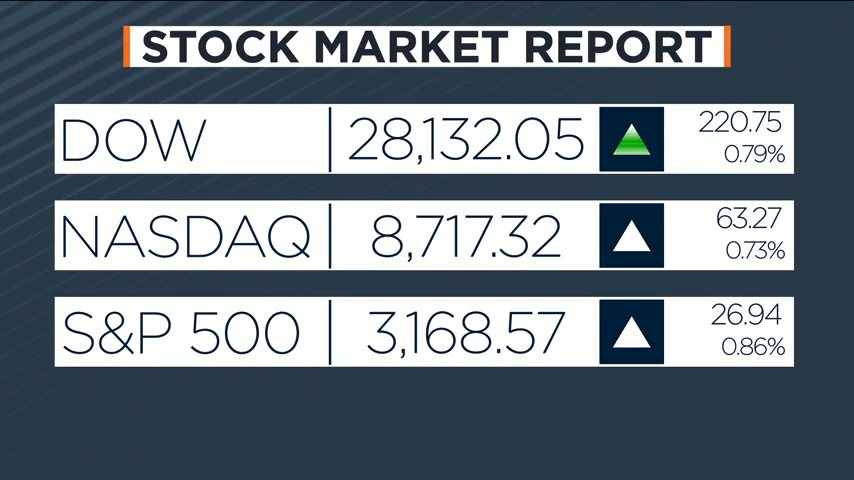 STOCK MARKET REPORT
DOW 28,132.05 220.75
0.79%
NASDAQ 8,717.32 63.27
0.73%
S&P 500 3,168.57 26.94
0.86%